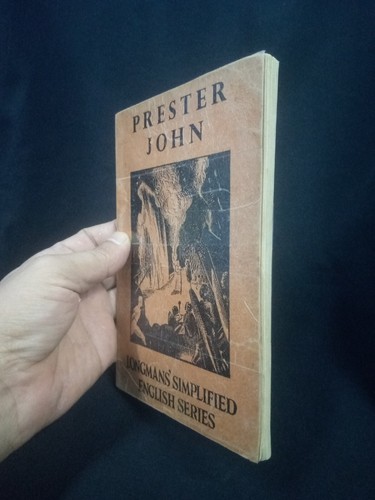 PRESTER
JOHN
LONGMANS' SIMPLIFIED
ENGLISH SERIES